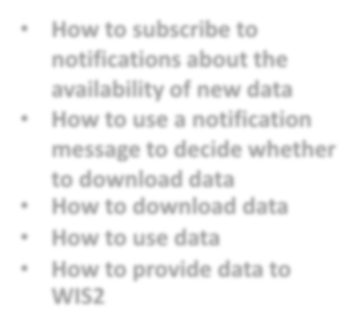 • How to subscribe to
notifications about the
availability of new data
• How to use a notification
message to decide whether
to download data
• How to download data
• How to use data
• How to provide data to
WIS2